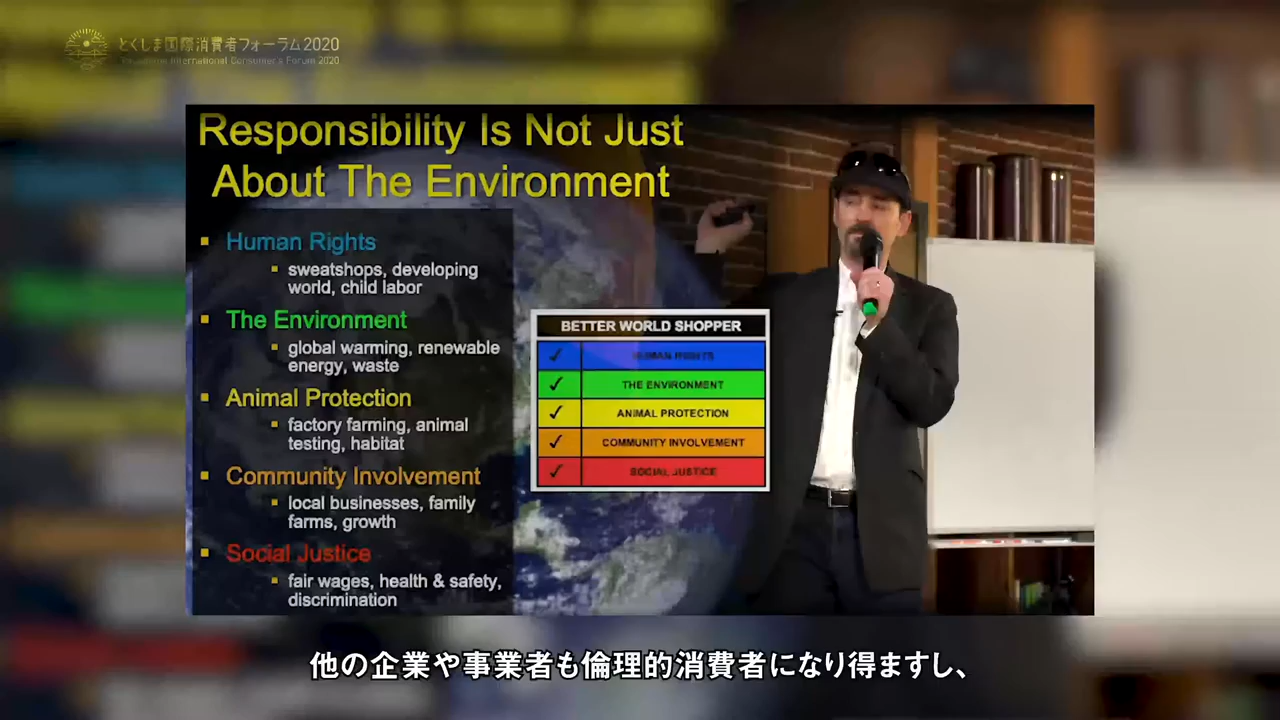 とくしま国際消費者フォーラム2020
Tokushima International Consumer's Forum 2020
Responsibility Is Not Just
About The Environment
Human Rights
sweatshops, developing
world, child labor
The Environment
global warming, renewable
energy, waste
Animal Protection
factory farming, animal
testing, habitat
Community Involvement
local businesses, family
farms, growth
Social Justice
fair wages, health & safety,
discrimination
BETTER WORLD SHOPPER
✓ HUMAN RIGHTS
✓ THE ENVIRONMENT
✓ ANIMAL PROTECTION
✓ COMMUNITY INVOLVEMENT
✓ SOCIAL JUSTICE
他の企業や事業者も倫理的消費者になり得ますし、